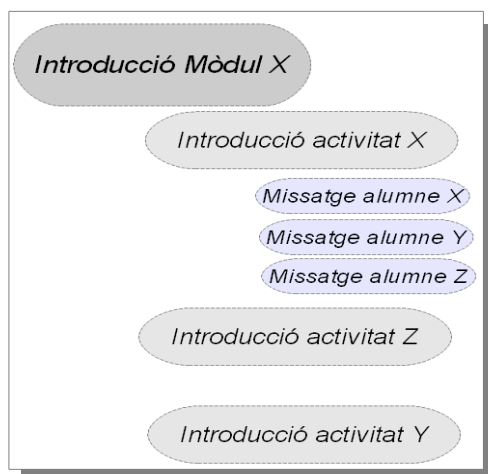 Introducció Mòdul X
Introducció activitat X
Missatge alumne X
Missatge alumne Y
Missatge alumne Z
Introducció activitat Z
Introducció activitat Y